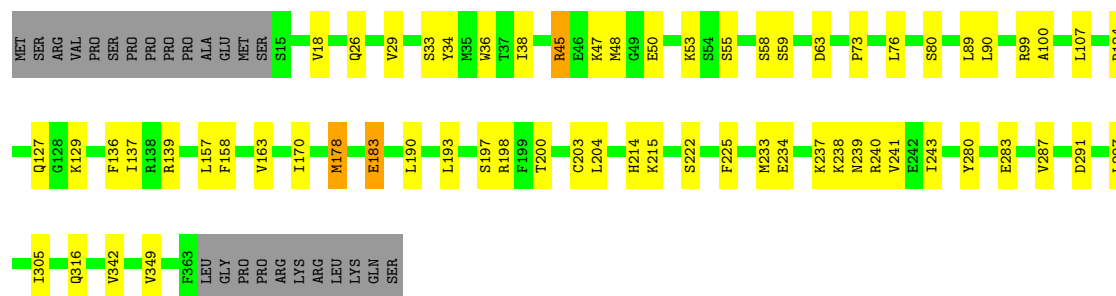 MET SER ARG VAL PRO SER PRO PRO PRO PRO PRO ALA GLU MET SER S15 V18 Q26 V29 S33 Y34 M35 W36 T37 I38 R45 E46 K47 M48 G49 E50 K53 S54 S55 S58 S59 D63 P73 L76 S80 L89 L90 R99 A100 L107
Q127 G128 K129 F136 I137 R138 R139 L157 F158 V163 I170 M178 E183 L190 L193 S197 R198 F199 T200 C203 L204 H214 K215 S222 F225 M233 E234 K237 K238 N239 R240 V241 E242 I243 Y280 E283 V287 D291
I305 Q316 V342 V349 F363 LEU GLY PRO PRO ARG LYS ARG LEU LYS GLN SER